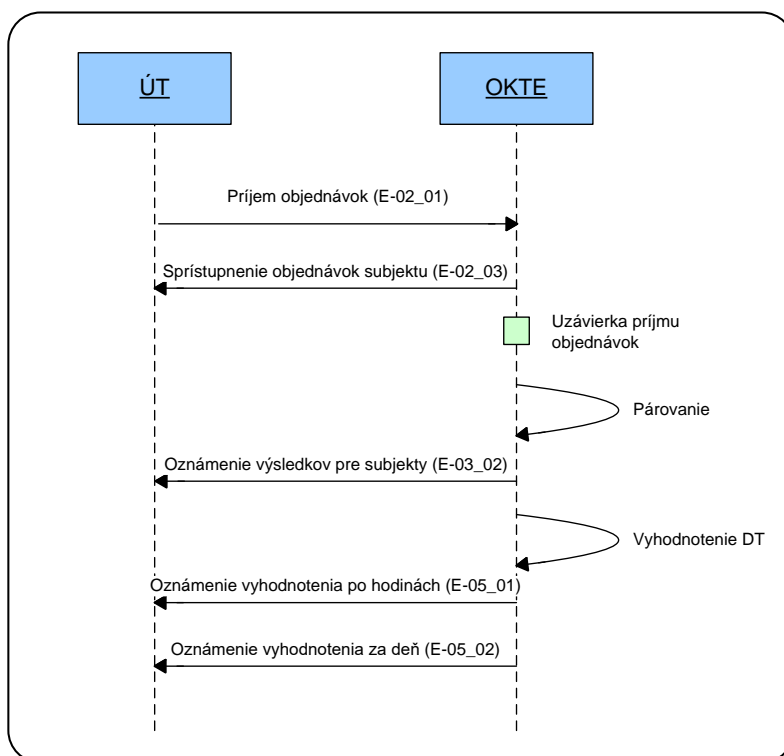 ÚT
OKTE
Príjem objednávok (E-02_01)
Sprístupnenie objednávok subjektu (E-02_03)
Uzávierka príjmu
objednávok
Párovanie
Oznámenie výsledkov pre subjekty (E-03_02)
Vyhodnotenie DT
Oznámenie vyhodnotenia po hodinách (E-05_01)
Oznámenie vyhodnotenia za deň (E-05_02)